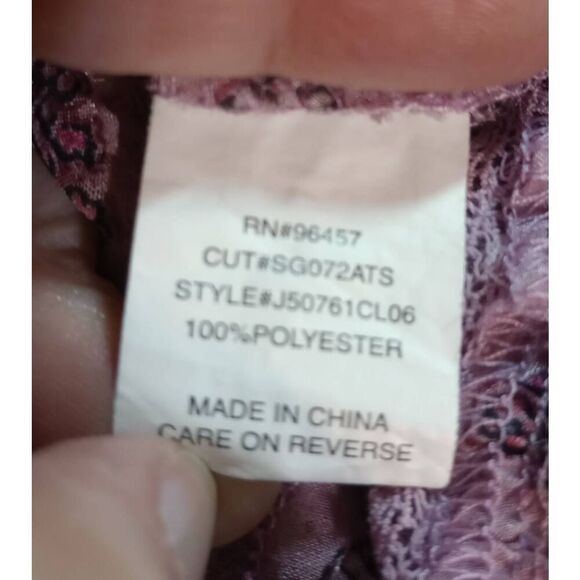 RN#96457
CUT#SG072ATS
STYLE#J50761CL06
100%POLYESTER
MADE IN CHINA
CARE ON REVERSE